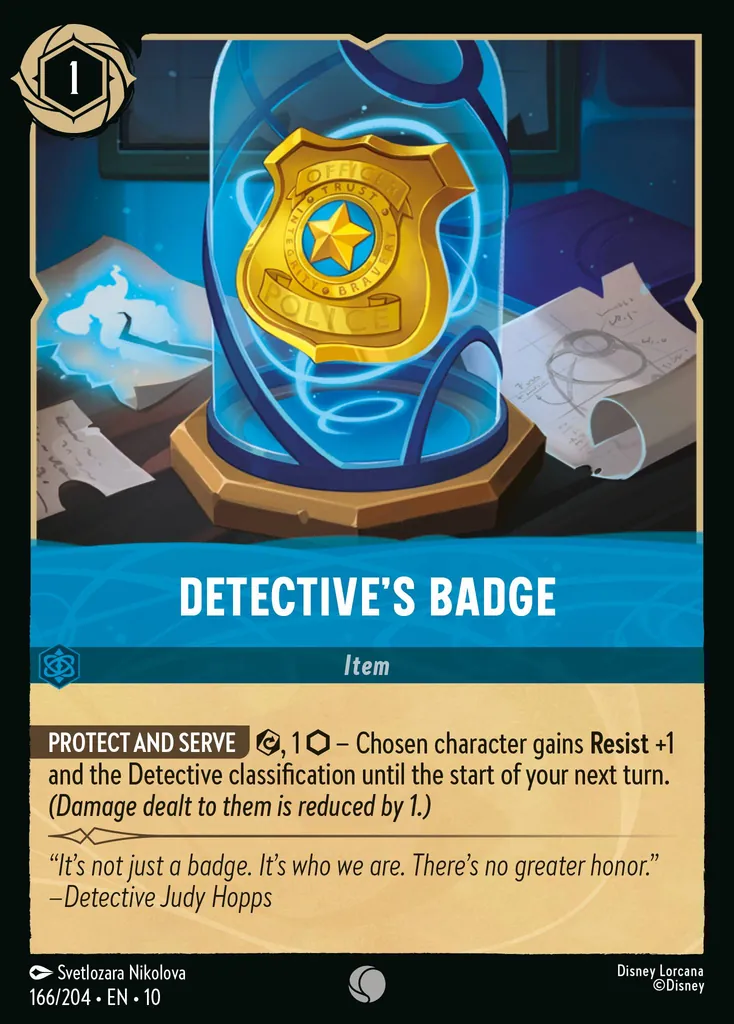 1
OFFICER
TRUST
INTEGRITY
BRAVERY
POLICE
DETECTIVE'S BADGE
Item
PROTECT AND SERVE , 1 – Chosen character gains Resist +1
and the Detective classification until the start of your next turn.
(Damage dealt to them is reduced by 1.)
“It's not just a badge. It's who we are. There's no greater honor.”
–Detective Judy Hopps
Svetlozara Nikolova
Disney Lorcana
166/204 • EN • 10
©Disney